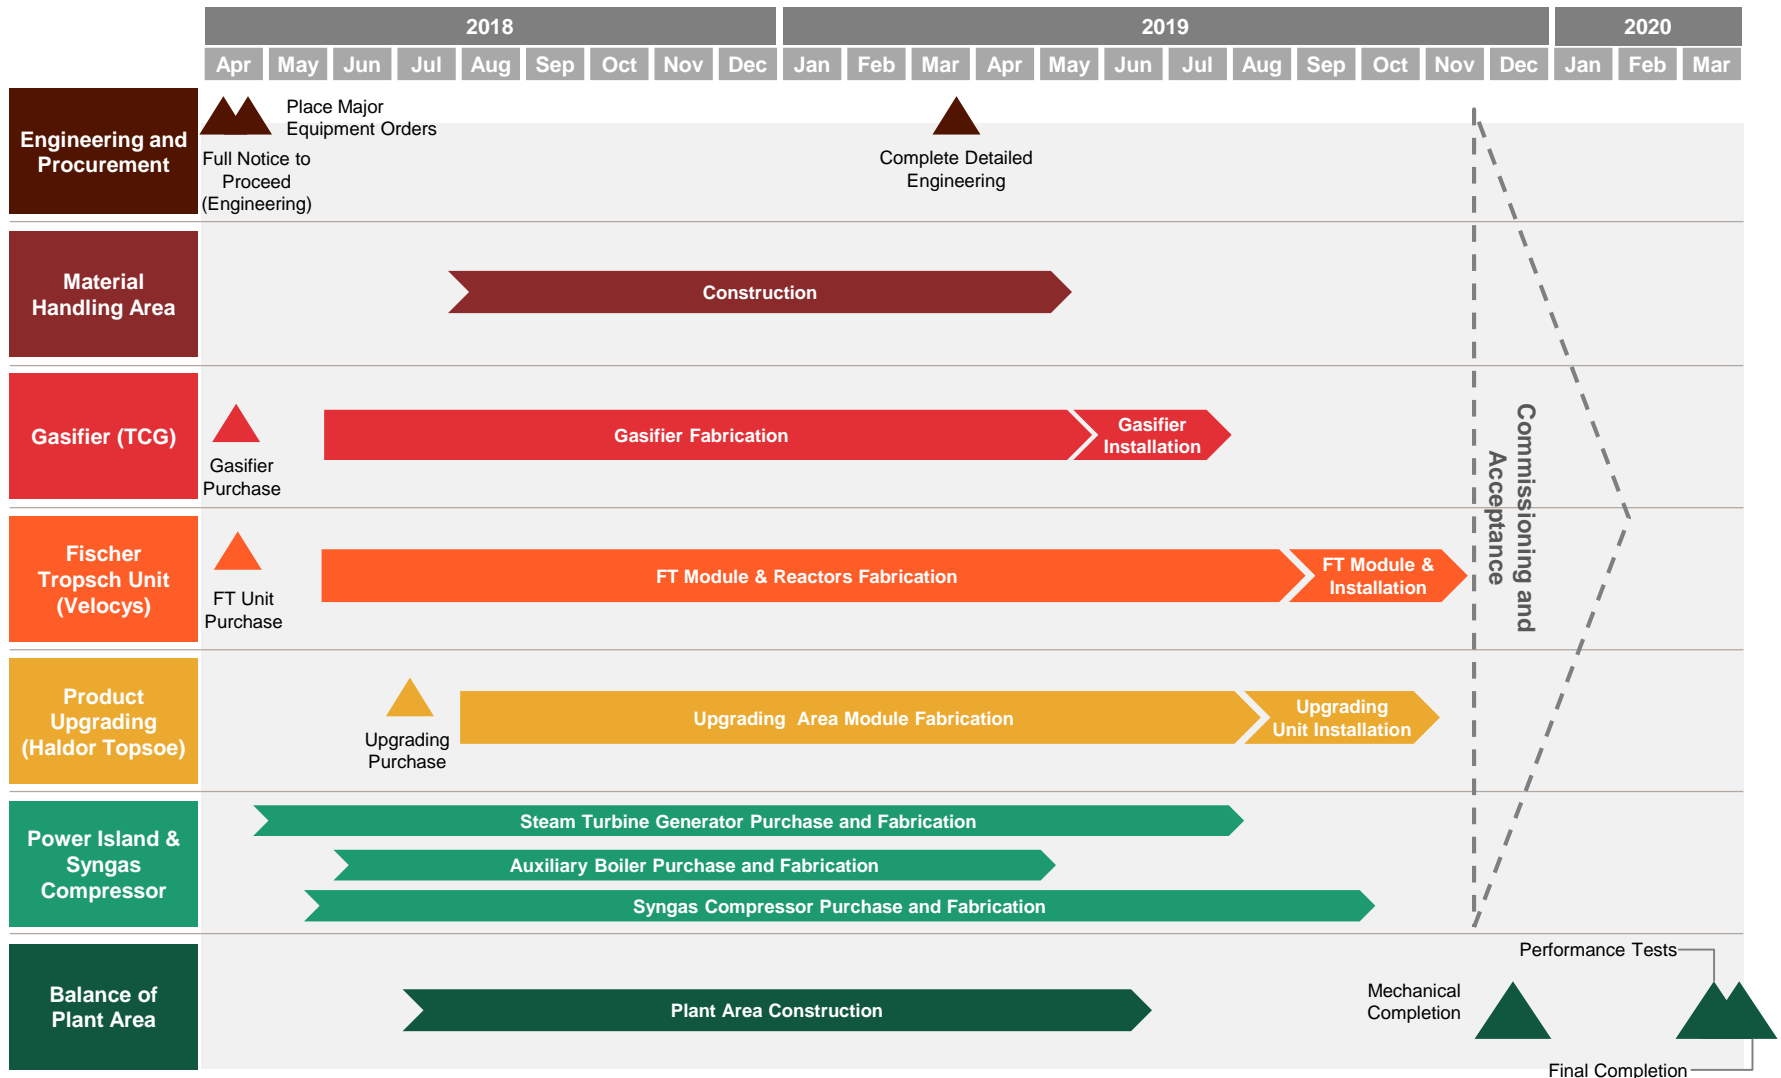 2018
2019
2020
Apr May Jun Jul Aug Sep Oct Nov Dec Jan Feb Mar Apr May Jun Jul Aug Sep Oct Nov Dec Jan Feb Mar
Engineering and
Procurement
Place Major
Equipment Orders
Full Notice to
Proceed
(Engineering)
Complete Detailed
Engineering
Material
Handling Area
Construction
Gasifier (TCG)
Gasifier
Purchase
Gasifier Fabrication
Gasifier
Installation
Commissioning and
Acceptance
Fischer
Tropsch Unit
(Velocys)
FT Unit
Purchase
FT Module & Reactors Fabrication
FT Module &
Installation
Product
Upgrading
(Haldor Topsoe)
Upgrading
Purchase
Upgrading Area Module Fabrication
Upgrading
Unit Installation
Power Island &
Syngas
Compressor
Steam Turbine Generator Purchase and Fabrication
Auxiliary Boiler Purchase and Fabrication
Syngas Compressor Purchase and Fabrication
Balance of
Plant Area
Plant Area Construction
Mechanical
Completion
Performance Tests
Final Completion